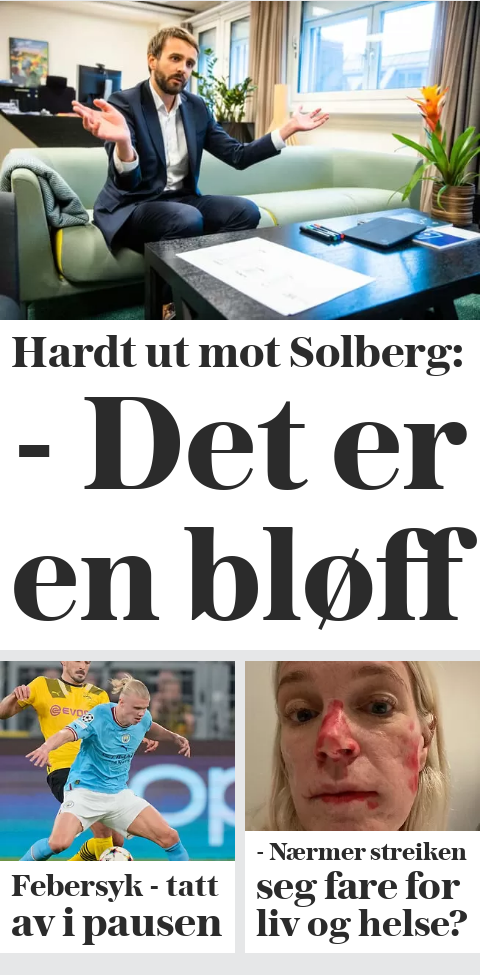 Hardt ut mot Solberg:
- Det er
en bløff
Febersyk - tatt
av i pausen
- Nærmer streiken
seg fare for
liv og helse?